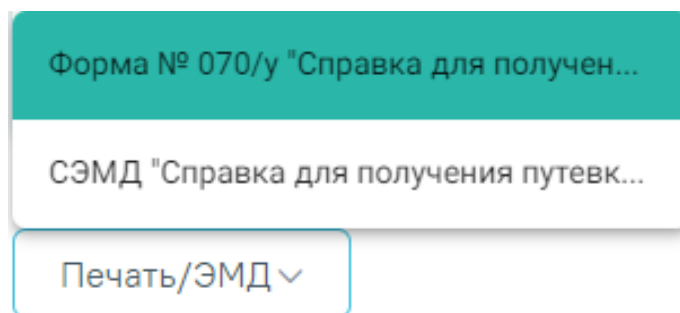 Форма № 070/у "Справка для получен...
СЭМД "Справка для получения путевк...
Печать/ЭМД